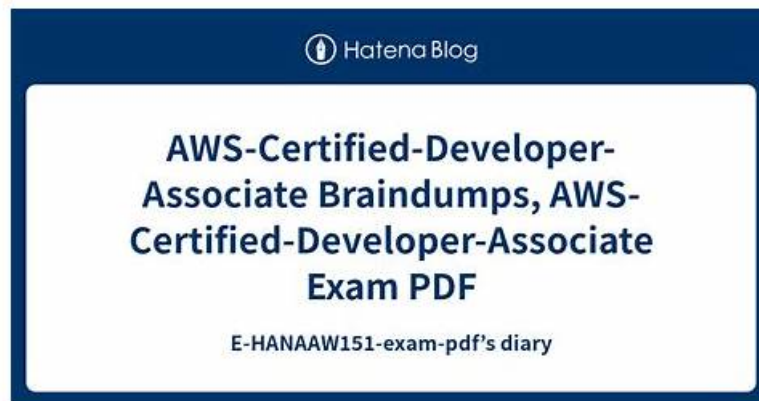 Hatena Blog
AWS-Certified-Developer-
Associate Braindumps, AWS-
Certified-Developer-Associate
Exam PDF
E-HANAAW151-exam-pdf's diary